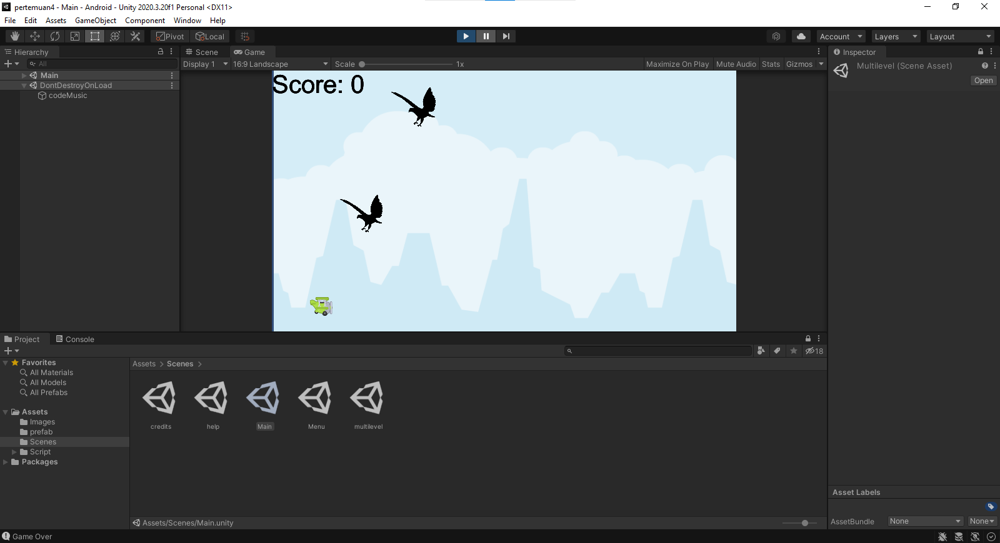 pertemuan4 - Main - Android - Unity 2020.3.20f1 Personal <DX11>
File Edit Assets GameObject Component Window Help
Pivot Local Account Layers Layout
Hierarchy
All
Main
DontDestroyOnLoad
codeMusic
Scene Game
Display 1 16:9 Landscape Scale 1x Maximize On Play Mute Audio Stats Gizmos
Score: 0
Inspector
Multilevel (Scene Asset)
Open
Project Console
18
Favorites
All Materials
All Models
All Prefabs
Assets
Images
prefab
Scenes
Script
Packages
Assets > Scenes >
credits help Main Menu multilevel
Assets/Scenes/Main.unity
Asset Labels
AssetBundle None None
Game Over